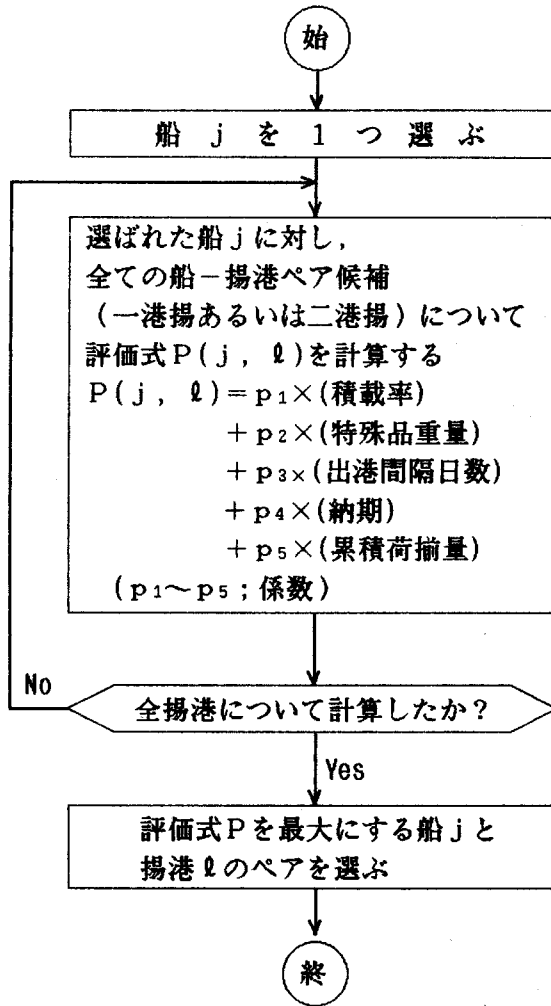 始
船 j を 1 つ 選 ぶ
選ばれた船 j に対し，
全ての船－揚港ペア候補
（一港揚あるいは二港揚）について
評価式P(j, ℓ)を計算する
P(j, ℓ)=p₁×(積載率)
+p₂×(特殊品重量)
+p₃×(出港間隔日数)
+p₄×(納期)
+p₅×(累積荷揃量)
(p₁～p₅;係数)
No
全揚港について計算したか？
Yes
評価式Pを最大にする船 j と
揚港 ℓ のペアを選ぶ
終